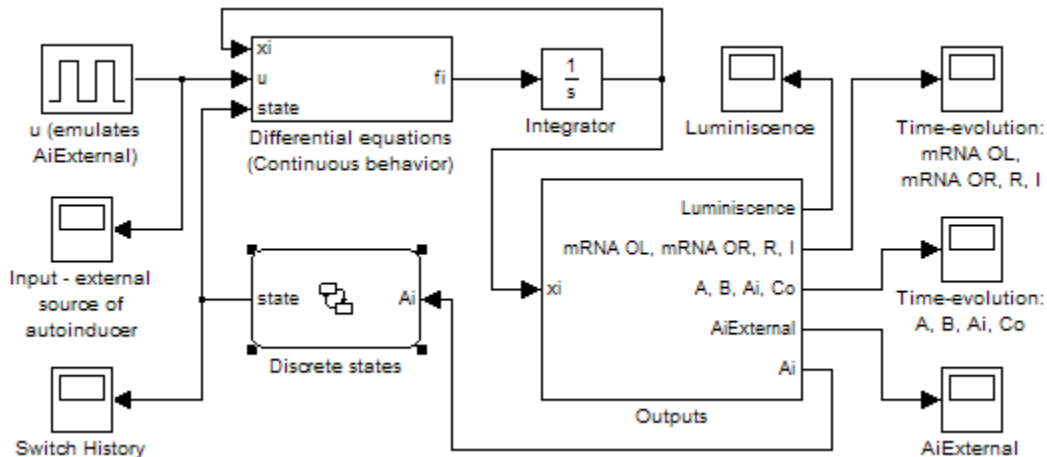 xi
u
state
fi
Differential equations
(Continuous behavior)
u (emulates
AiExternal)
1
s
Integrator
Luminiscence
Time-evolution:
mRNA OL,
mRNA OR, R, I
Input - external
source of
autoinducer
state
Ai
Discrete states
Switch History
xi
Luminiscence
mRNA OL, mRNA OR, R, I
A, B, Ai, Co
AiExternal
Ai
Outputs
Time-evolution:
A, B, Ai, Co
AiExternal